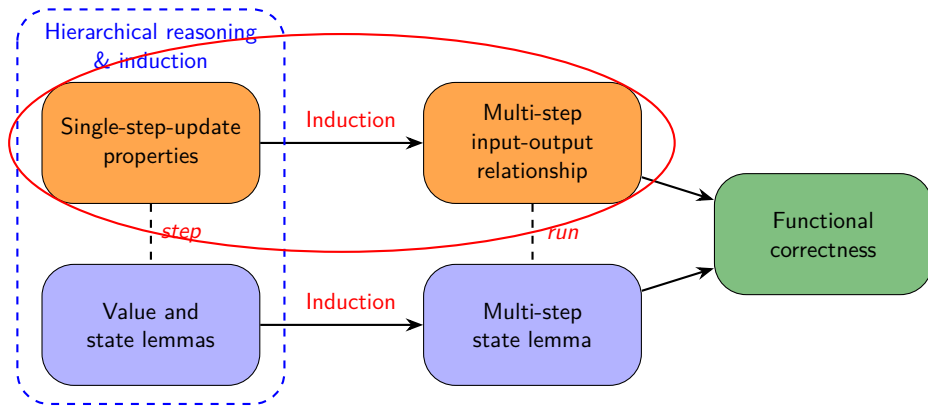 Hierarchical reasoning
& induction
Single-step-update
properties
Induction
Multi-step
input-output
relationship
step
run
Functional
correctness
Value and
state lemmas
Induction
Multi-step
state lemma